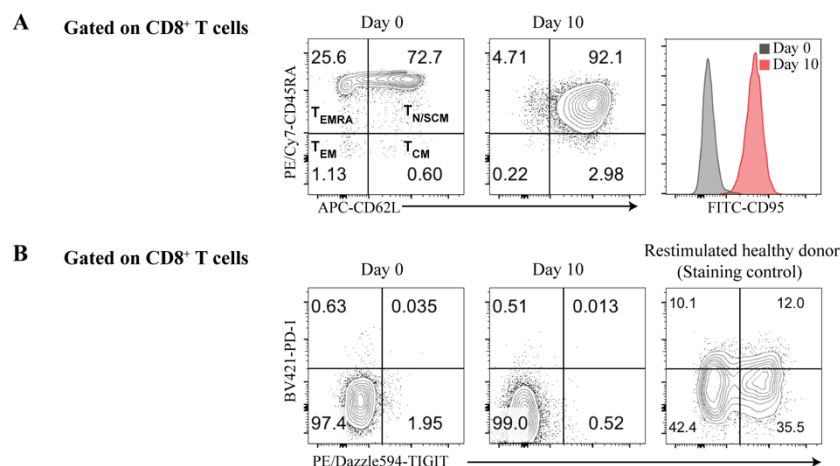 A
Gated on CD8⁺ T cells
Day 0
Day 10
25.6
72.7
T_EMRA
T_N/SCM
T_EM
T_CM
1.13
0.60
4.71
92.1
0.22
2.98
Day 0
Day 10
PE/Cy7-CD45RA
APC-CD62L
FITC-CD95
B
Gated on CD8⁺ T cells
Day 0
Day 10
Restimulated healthy donor
(Staining control)
0.63
0.035
97.4
1.95
0.51
0.013
99.0
0.52
10.1
12.0
42.4
35.5
BV421-PD-1
PE/Dazzle594-TIGIT